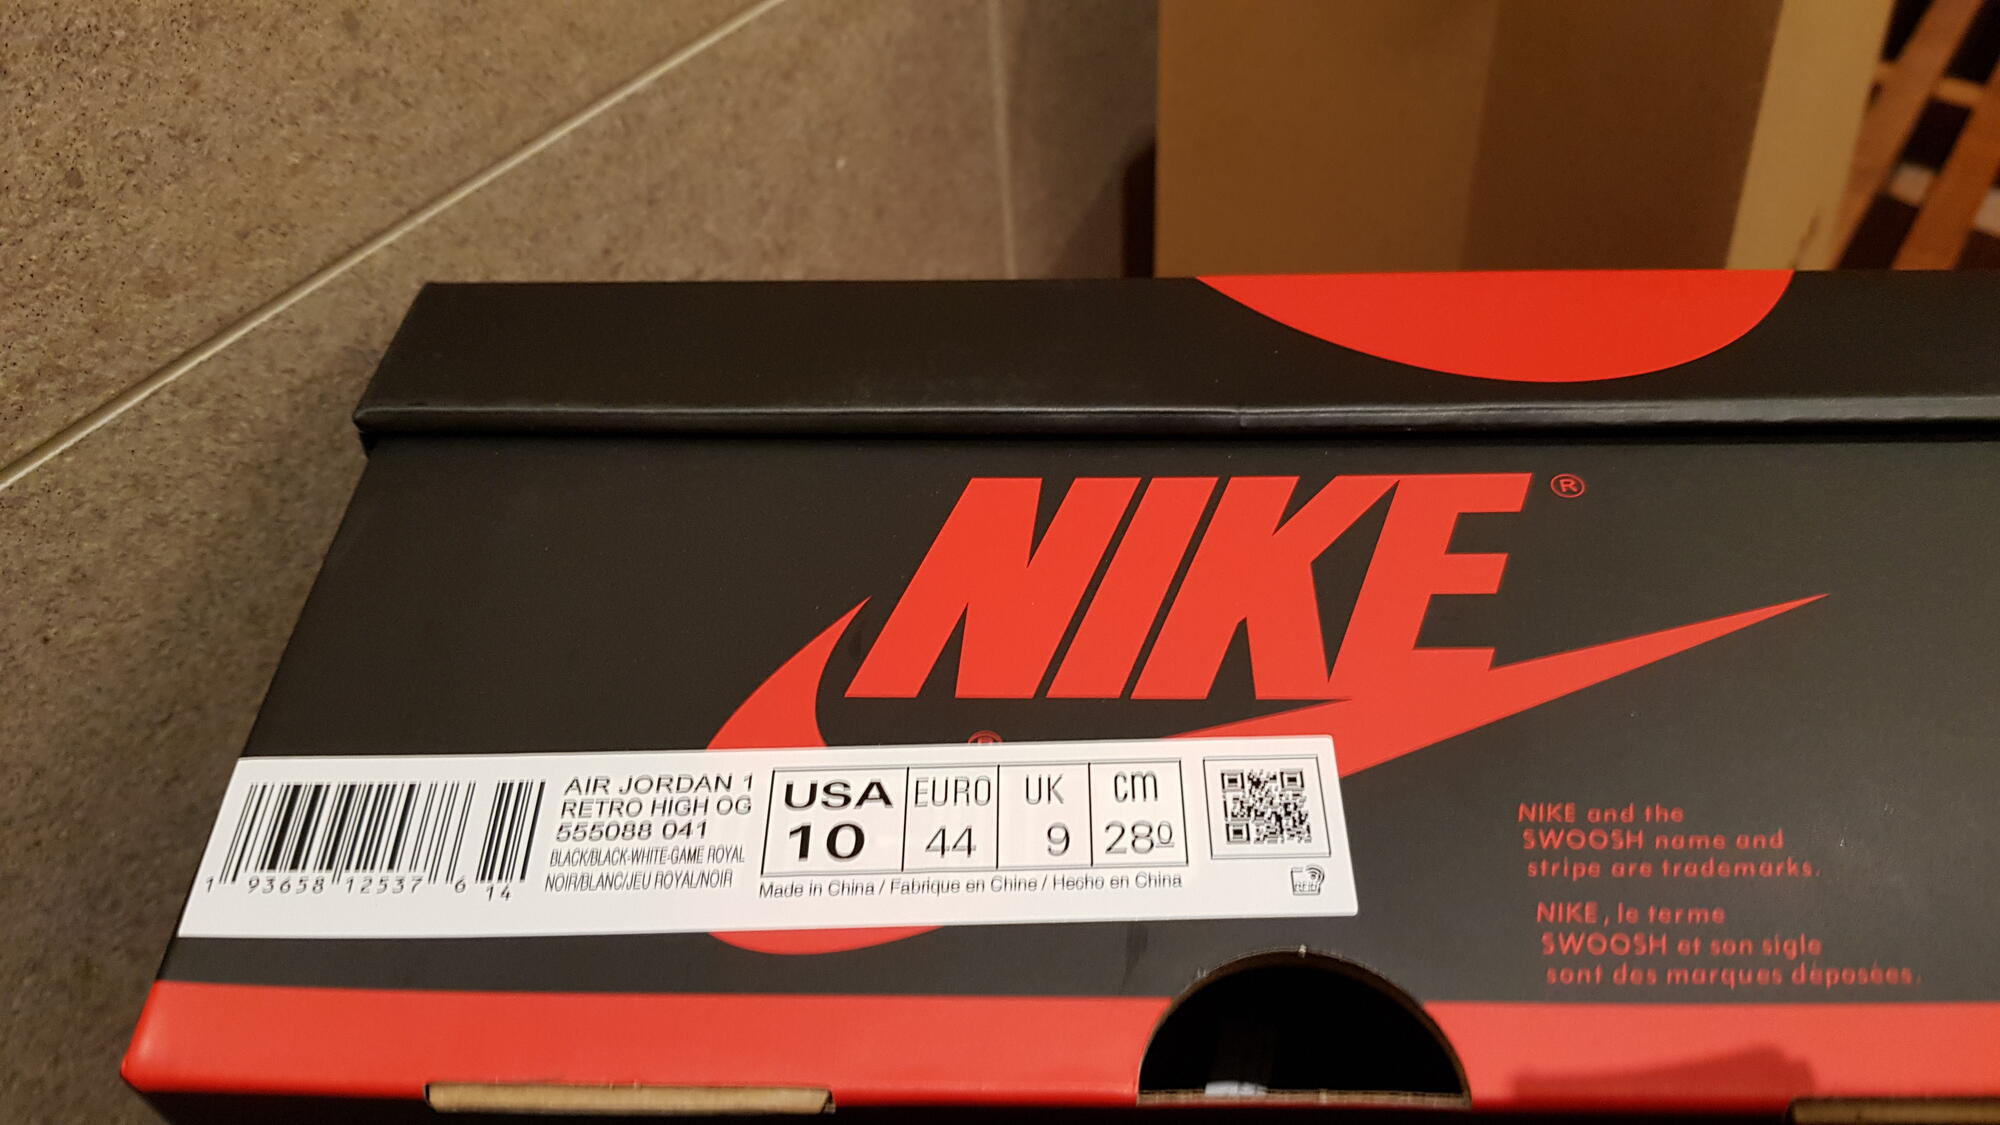 NIKE®
®
AIR JORDAN 1
RETRO HIGH OG
555088 041
BLACK/BLACK-WHITE-GAME ROYAL
NOIR/BLANC/JEU ROYAL/NOIR
1 93658 12537 6 14
USA 10
EURO 44
UK 9
cm 280
Made in China / Fabrique en Chine / Hecho en China
RFID
NIKE and the
SWOOSH name and
stripe are trademarks.
NIKE, le terme
SWOOSH et son sigle
sont des marques déposées.